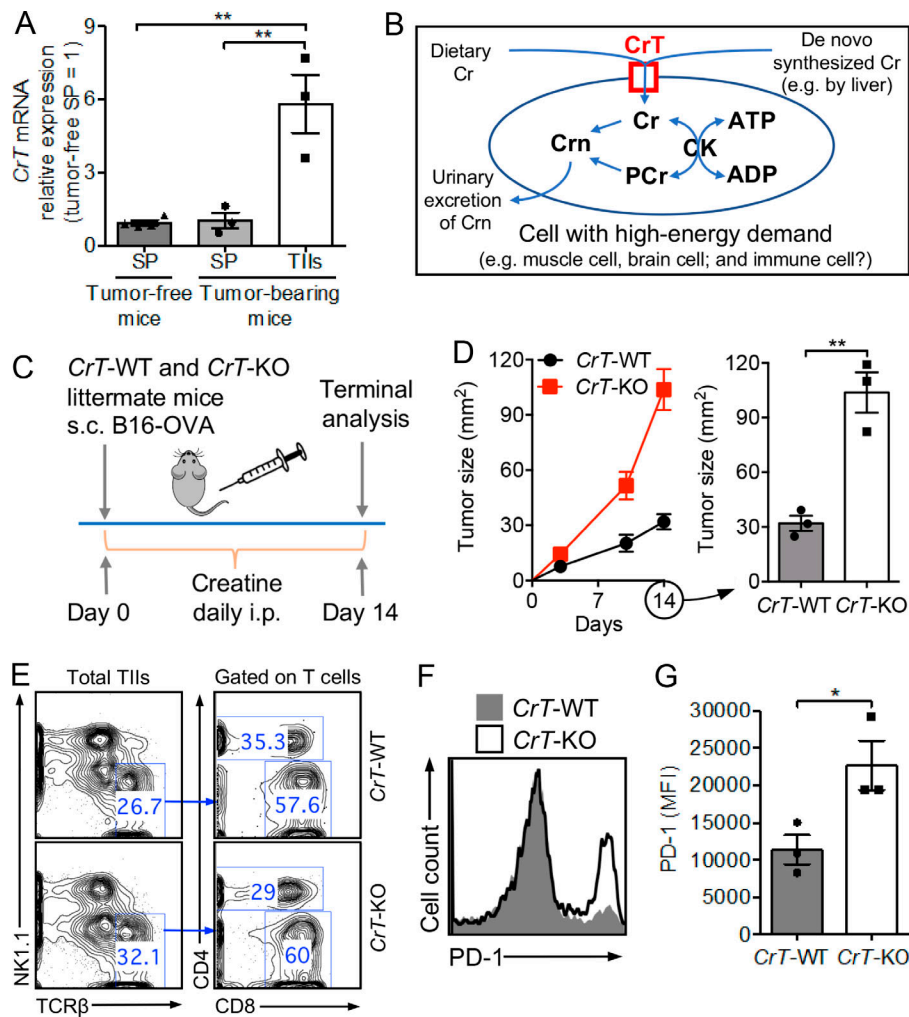 A
**
**
CrT mRNA
relative expression
(tumor-free SP = 1)
9
6
3
0
SP
SP
TIIs
Tumor-free
mice
Tumor-bearing
mice
B
Dietary
Cr
CrT
De novo
synthesized Cr
(e.g. by liver)
Cr
ATP
Crn
CK
PCr
ADP
Urinary
excretion
of Crn
Cell with high-energy demand
(e.g. muscle cell, brain cell; and immune cell?)
C
CrT-WT and CrT-KO
littermate mice
s.c. B16-OVA
Terminal
analysis
Creatine
daily i.p.
Day 0
Day 14
D
CrT-WT
CrT-KO
Tumor size (mm²)
120
90
60
30
0
0
7
14
Days
**
Tumor size (mm²)
120
90
60
30
0
CrT-WT
CrT-KO
E
Total TIIs
Gated on T cells
26.7
35.3
57.6
CrT-WT
32.1
29
60
CrT-KO
NK1.1
TCRβ
CD4
CD8
F
CrT-WT
CrT-KO
Cell count
PD-1
G
*
PD-1 (MFI)
30000
25000
20000
15000
10000
5000
0
CrT-WT
CrT-KO